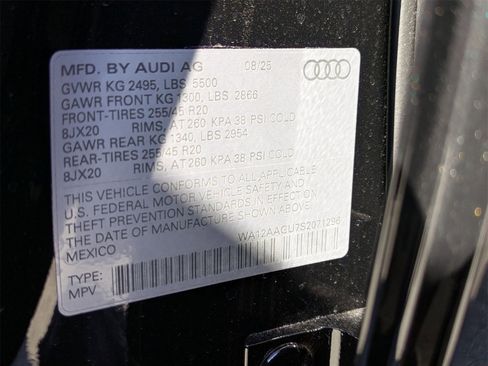 MFD. BY AUDI AG 08/25
GVWR KG 2495, LBS 5500
GAWR FRONT KG 1300, LBS 2866
FRONT-TIRES 255/45 R20
8JX20 RIMS, AT 260 KPA 38 PSI COLD
GAWR REAR KG 1340, LBS 2954
REAR-TIRES 255/45 R20
8JX20 RIMS, AT 260 KPA 38 PSI COLD
THIS VEHICLE CONFORMS TO ALL APPLICABLE
U.S. FEDERAL MOTOR VEHICLE SAFETY AND
THEFT PREVENTION STANDARDS IN EFFECT ON
THE DATE OF MANUFACTURE SHOWN ABOVE
MEXICO WA12AAGU7S2071296
TYPE:
MPV